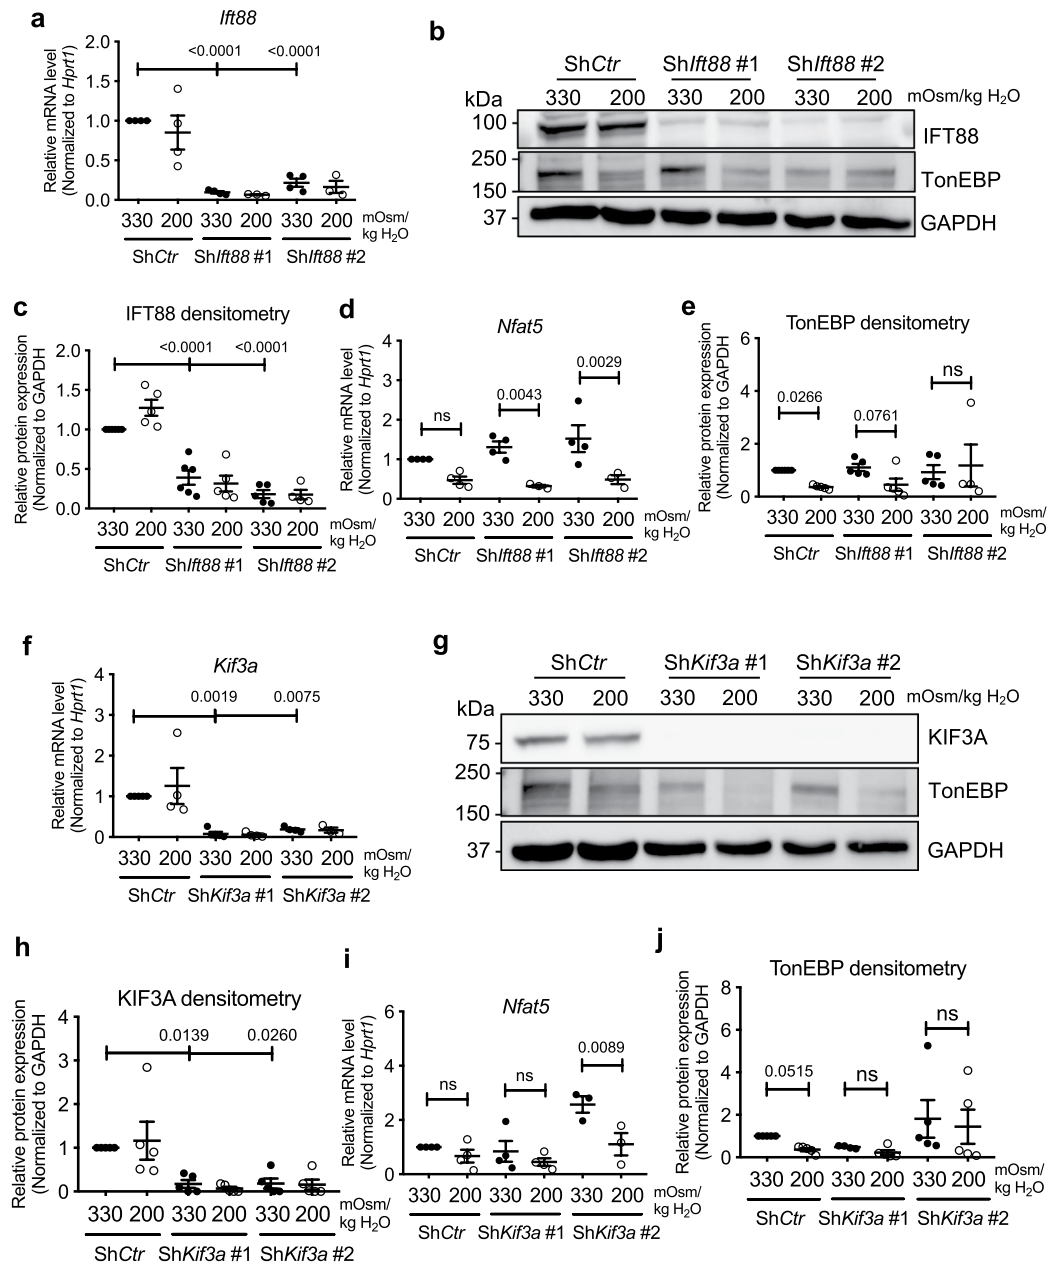 a
Ift88
Relative mRNA level
(Normalized to Hprt1)
2.0
1.5
1.0
0.5
0.0
<0.0001 <0.0001
330 200 330 200 330 200 mOsm/
kg H2O
ShCtr ShIft88 #1 ShIft88 #2
b
ShCtr ShIft88 #1 ShIft88 #2
kDa 330 200 330 200 330 200 mOsm/kg H2O
100 IFT88
250
TonEBP
150
37 GAPDH
c
IFT88 densitometry
Relative protein expression
(Normalized to GAPDH
2.0
1.5
1.0
0.5
0.0
<0.0001 <0.0001
330 200 330 200 330 200 mOsm/
kg H2O
ShCtr ShIft88 #1 ShIft88 #2
d
Nfat5
Relative mRNA level
(Normalized to Hprt1)
4
3
2
1
0
ns 0.0043 0.0029
330 200 330 200 330 200 mOsm/
kg H2O
ShCtr ShIft88 #1 ShIft88 #2
e
TonEBP densitometry
Relative protein expression
(Normalized to GAPDH
6
4
2
0
0.0266 0.0761 ns
330 200 330 200 330 200 mOsm/
kg H2O
ShCtr ShIft88 #1 ShIft88 #2
f
Kif3a
Relative mRNA level
(Normalized to Hprt1)
4
3
2
1
0
0.0019 0.0075
330 200 330 200 330 200 mOsm/
kg H2O
ShCtr ShKif3a #1 ShKif3a #2
g
ShCtr ShKif3a #1 ShKif3a #2
kDa 330 200 330 200 330 200 mOsm/kg H2O
75 KIF3A
250
TonEBP
150
37 GAPDH
h
KIF3A densitometry
Relative protein expression
(Normalized to GAPDH
4
3
2
1
0
0.0139 0.0260
330 200 330 200 330 200 mOsm/
kg H2O
ShCtr ShKif3a #1 ShKif3a #2
i
Nfat5
Relative mRNA level
(Normalized to Hprt1)
6
4
2
0
ns ns 0.0089
330 200 330 200 330 200 mOsm/
kg H2O
ShCtr ShKif3a #1 ShKif3a #2
j
TonEBP densitometry
Relative protein expression
(Normalized to GAPDH
8
6
4
2
0
0.0515 ns ns
330 200 330 200 330 200 mOsm/
kg H2O
ShCtr ShKif3a #1 ShKif3a #2